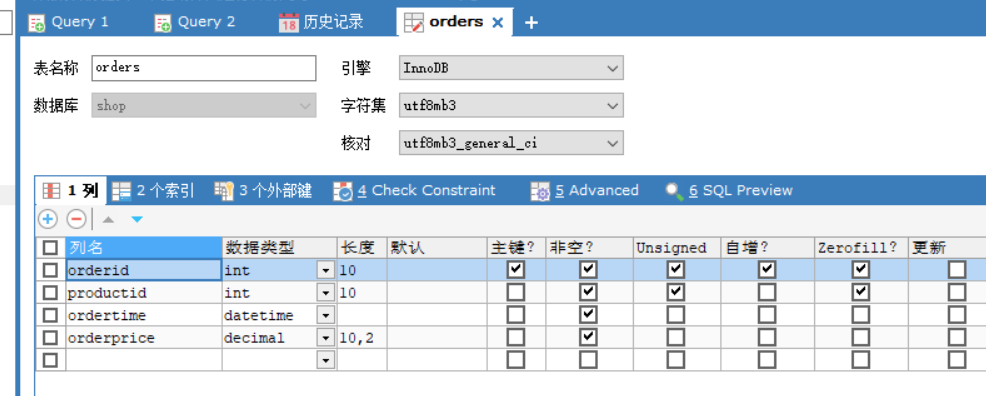 Query 1 Query 2 18 历史记录 orders
表名称 orders 引擎 InnoDB
数据库 shop 字符集 utf8mb3
核对 utf8mb3_general_ci
1 列 2 个索引 3 个外部键 4 Check Constraint 5 Advanced 6 SQL Preview
列名 数据类型 长度 默认 主键? 非空? Unsigned 自增? Zerofill? 更新
orderid int 10
productid int 10
ordertime datetime
orderprice decimal 10,2